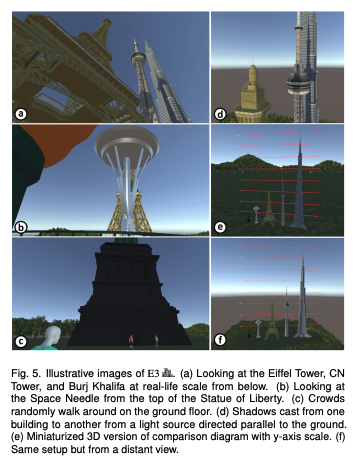 a
d
b
e
c
f
Fig. 5. Illustrative images of E3. (a) Looking at the Eiffel Tower, CN
Tower, and Burj Khalifa at real-life scale from below. (b) Looking at
the Space Needle from the top of the Statue of Liberty. (c) Crowds
randomly walk around on the ground floor. (d) Shadows cast from one
building to another from a light source directed parallel to the ground.
(e) Miniaturized 3D version of comparison diagram with y-axis scale. (f)
Same setup but from a distant view.